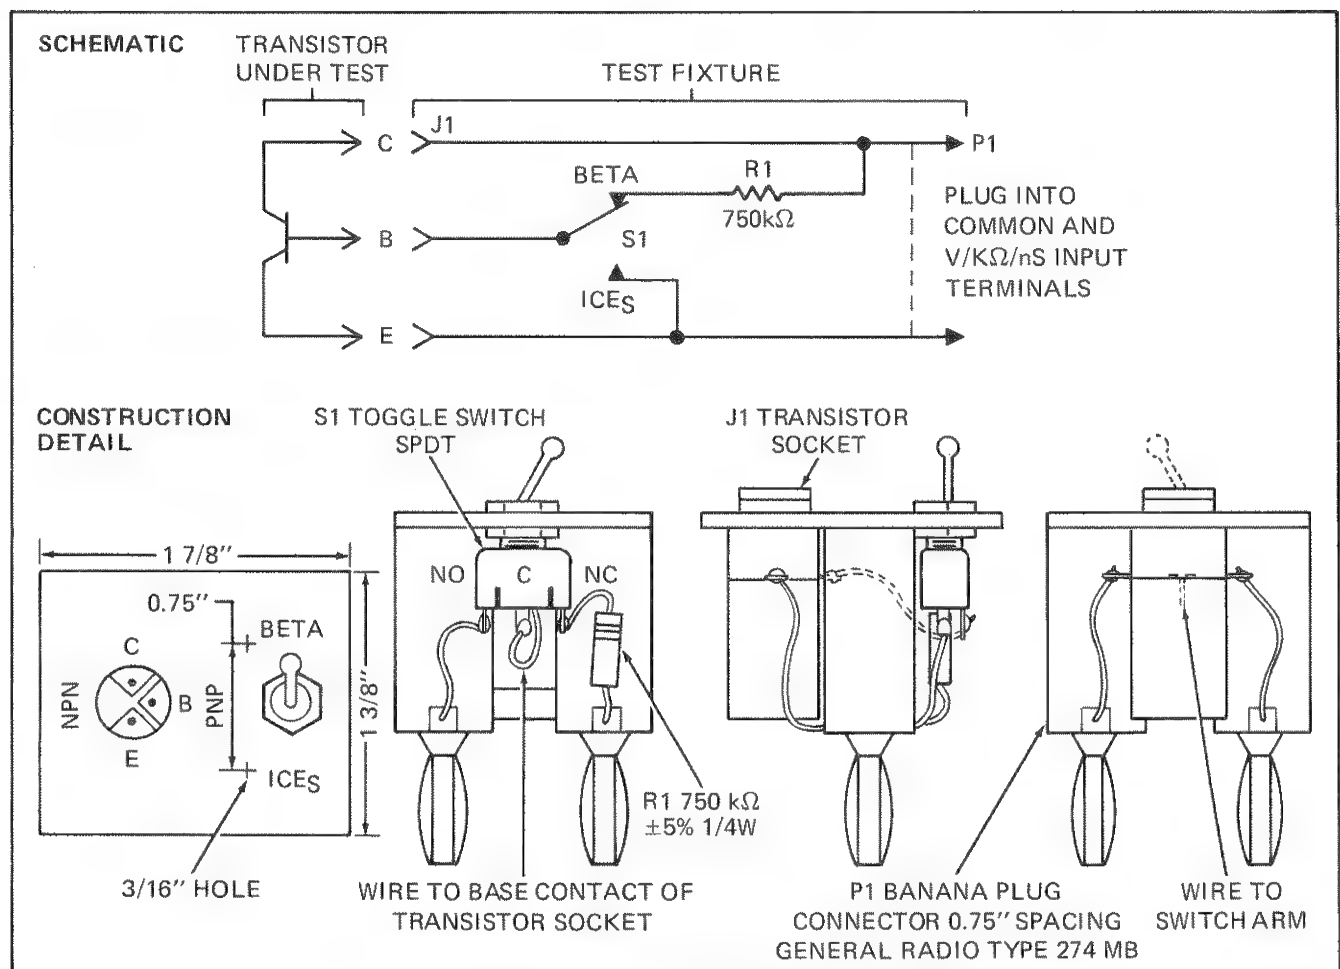 SCHEMATIC
TRANSISTOR
UNDER TEST
TEST FIXTURE
C
J1
P1
BETA
R1
750kΩ
B
S1
ICES
E
PLUG INTO
COMMON AND
V/KΩ/nS INPUT
TERMINALS
CONSTRUCTION
DETAIL
S1 TOGGLE SWITCH
SPDT
J1 TRANSISTOR
SOCKET
1 7/8″
0.75″
BETA
C
NPN
B
PNP
E
ICES
1 3/8″
3/16″ HOLE
NO
C
NC
R1 750 kΩ
±5% 1/4W
WIRE TO BASE CONTACT OF
TRANSISTOR SOCKET
P1 BANANA PLUG
CONNECTOR 0.75″ SPACING
GENERAL RADIO TYPE 274 MB
WIRE TO
SWITCH ARM